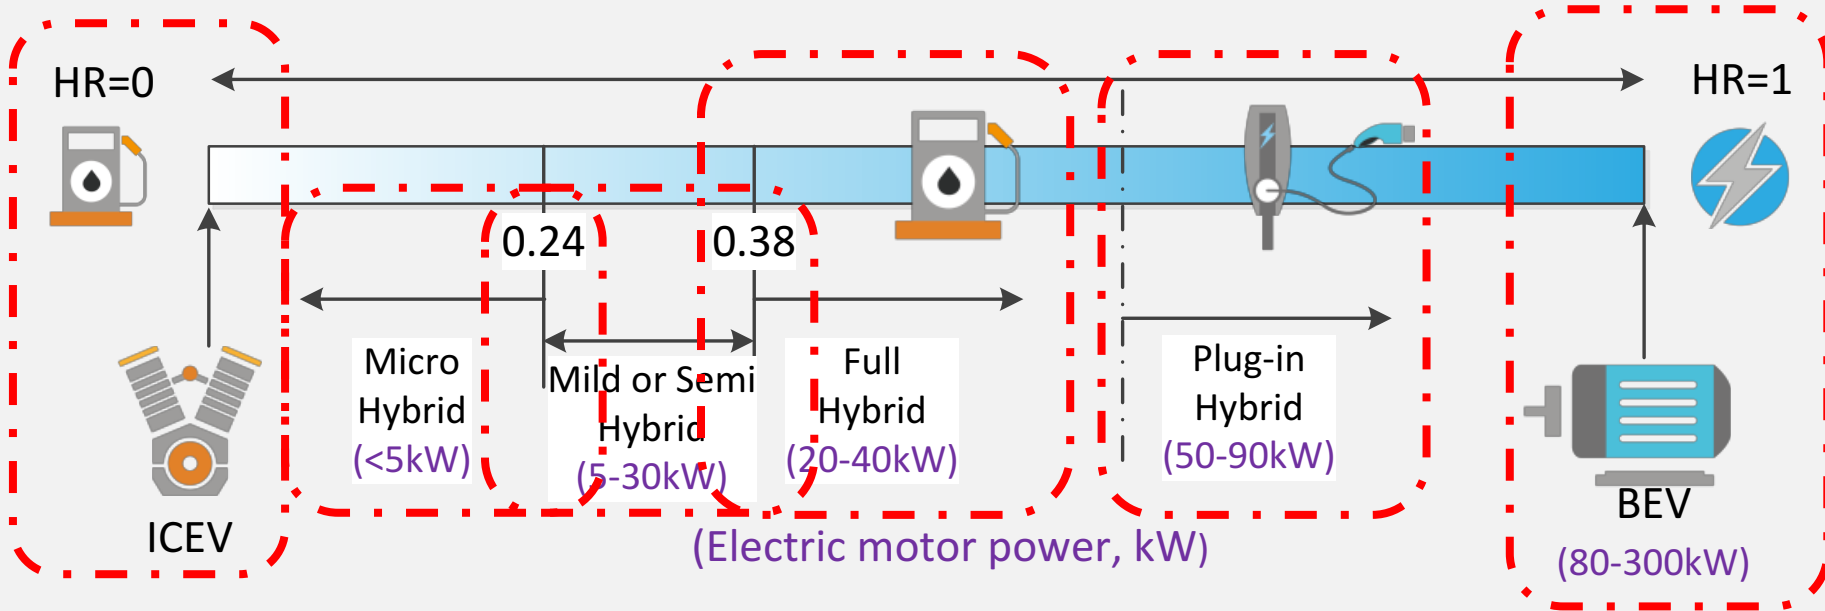 HR=0
HR=1
0.24
0.38
Micro
Hybrid
(<5kW)
Mild or Semi
Hybrid
(5-30kW)
Full
Hybrid
(20-40kW)
Plug-in
Hybrid
(50-90kW)
ICEV
BEV
(80-300kW)
(Electric motor power, kW)